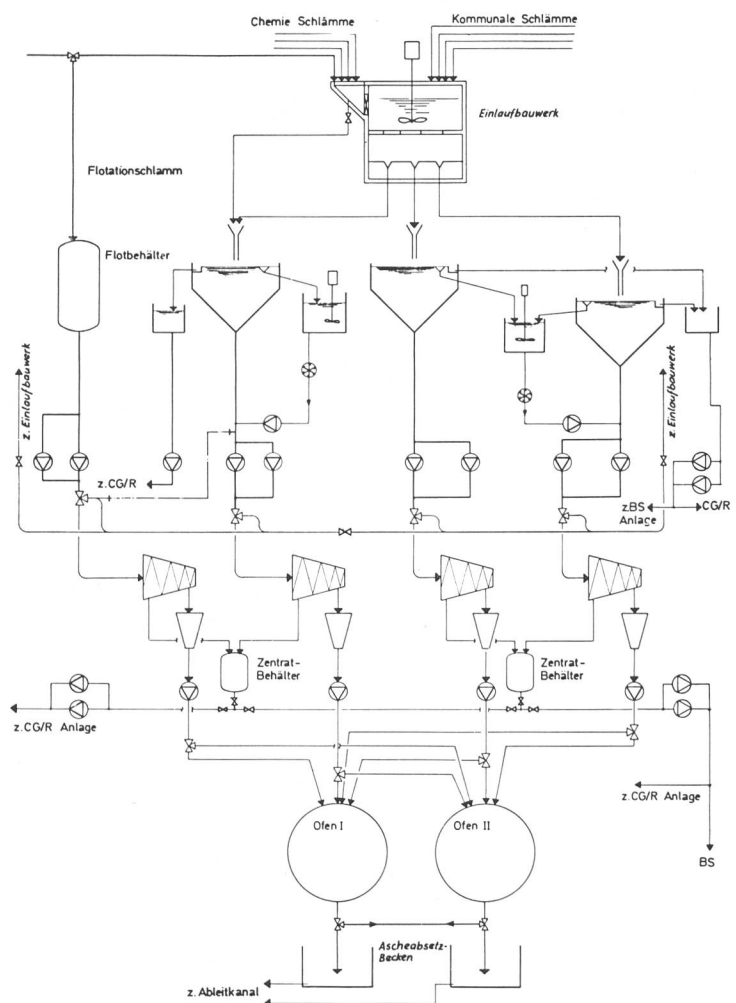 Chemie Schlämme
Kommunale Schlämme
Einlaufbauwerk
Flotationschlamm
Flotbehälter
z. Einlaufbauwerk
z. Einlaufbauwerk
z.CG/R
z.BS
Anlage
CG/R
Zentrat-
Behälter
Zentrat-
Behälter
z.CG/R Anlage
z.CG/R Anlage
Ofen I
Ofen II
BS
Ascheabsetz-
Becken
z. Ableitkanal